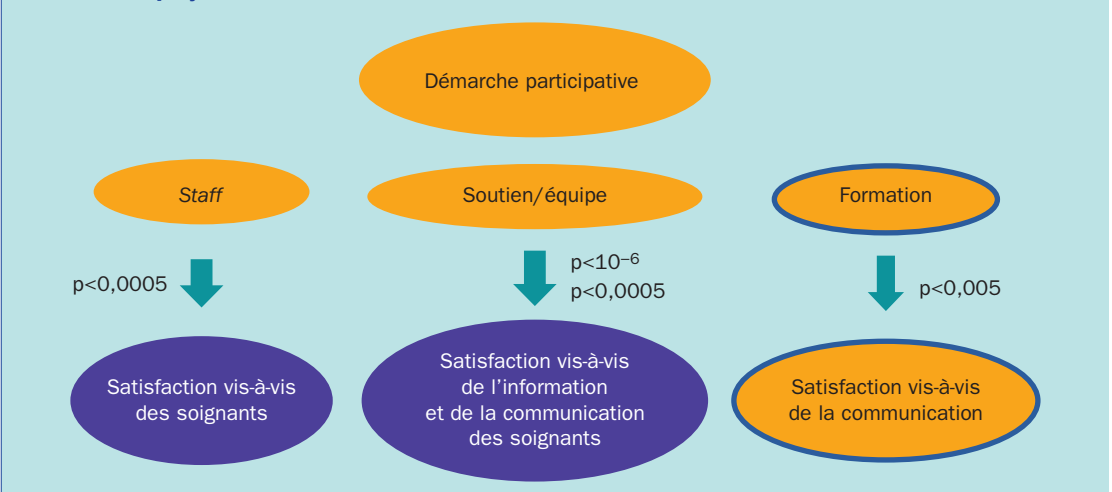 Démarche participative
Staff
Soutien/équipe
Formation
p<0,0005
p<10⁻⁶
p<0,0005
p<0,005
Satisfaction vis-à-vis
des soignants
Satisfaction vis-à-vis
de l’information
et de la communication
des soignants
Satisfaction vis-à-vis
de la communication